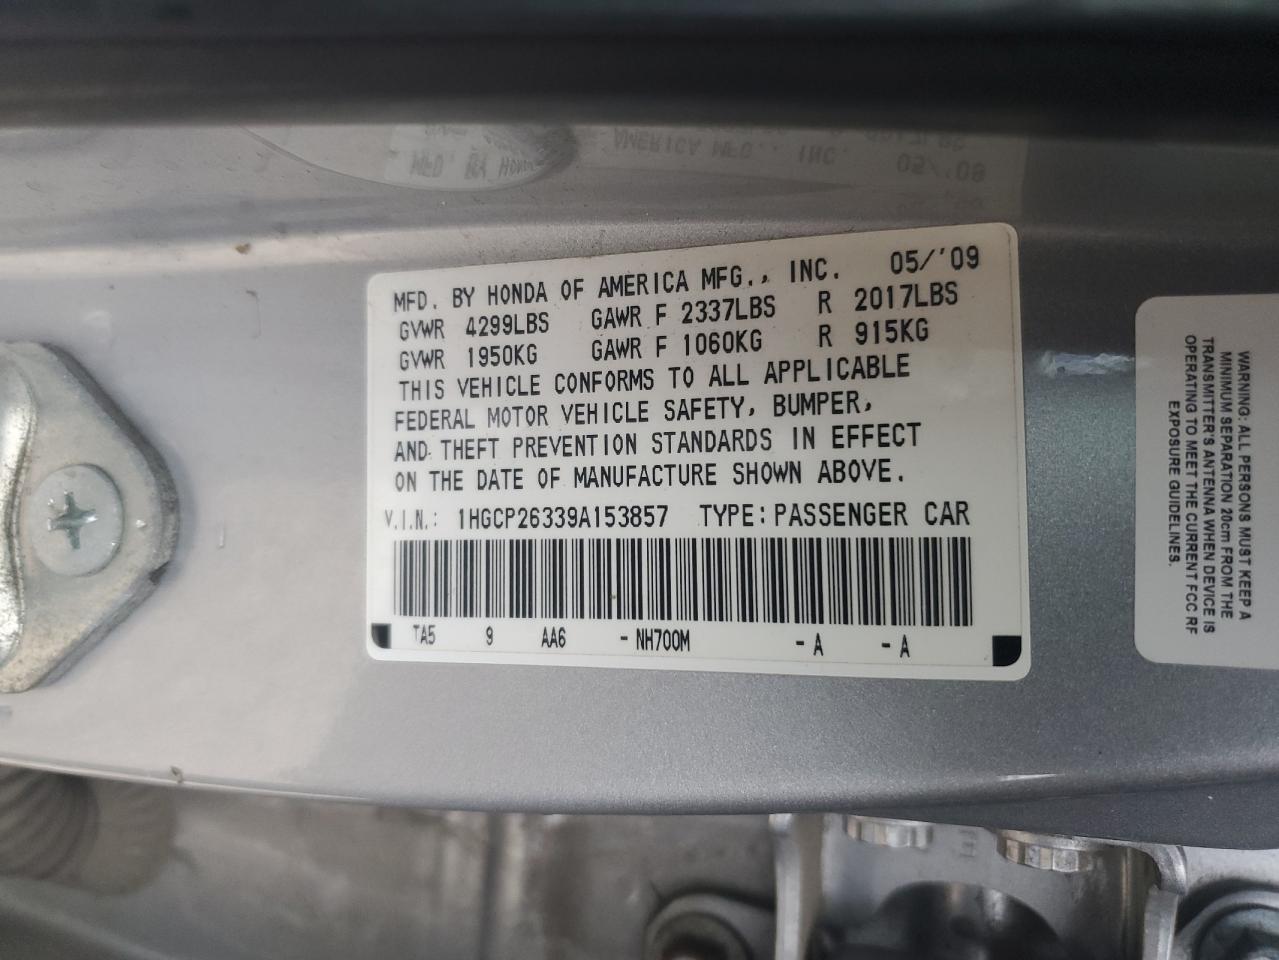 MFD. BY HONDA OF AMERICA MFG., INC. 05/'09
GVWR 4299LBS GAWR F 2337LBS R 2017LBS
GVWR 1950KG GAWR F 1060KG R 915KG
THIS VEHICLE CONFORMS TO ALL APPLICABLE
FEDERAL MOTOR VEHICLE SAFETY, BUMPER,
AND THEFT PREVENTION STANDARDS IN EFFECT
ON THE DATE OF MANUFACTURE SHOWN ABOVE.
V.I.N.: 1HGCP26339A153857 TYPE:PASSENGER CAR
TA5 9 AA6 -NH700M -A -A
WARNING: ALL PERSONS MUST KEEP A
MINIMUM SEPARATION 20cm FROM THE
TRANSMITTER'S ANTENNA WHEN DEVICE IS
OPERATING TO MEET THE CURRENT FCC RF
EXPOSURE GUIDELINES.